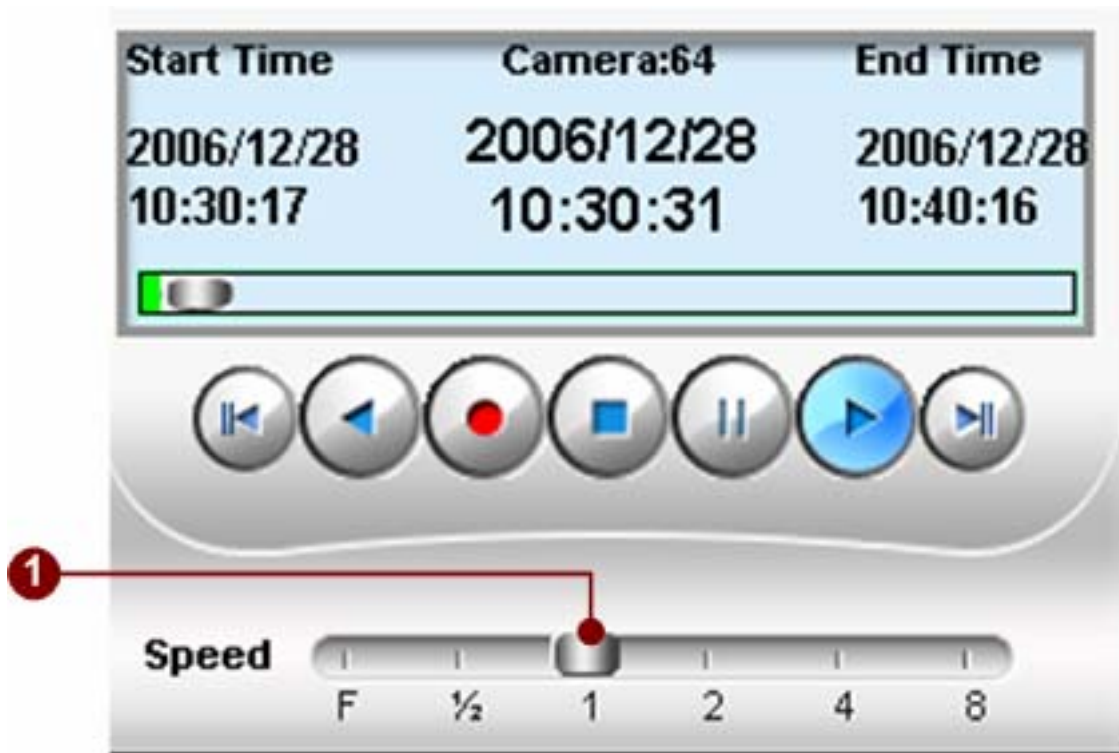 Start Time Camera:64 End Time
2006/12/28 2006/12/28 2006/12/28
10:30:17 10:30:31 10:40:16
1
Speed
F ½ 1 2 4 8